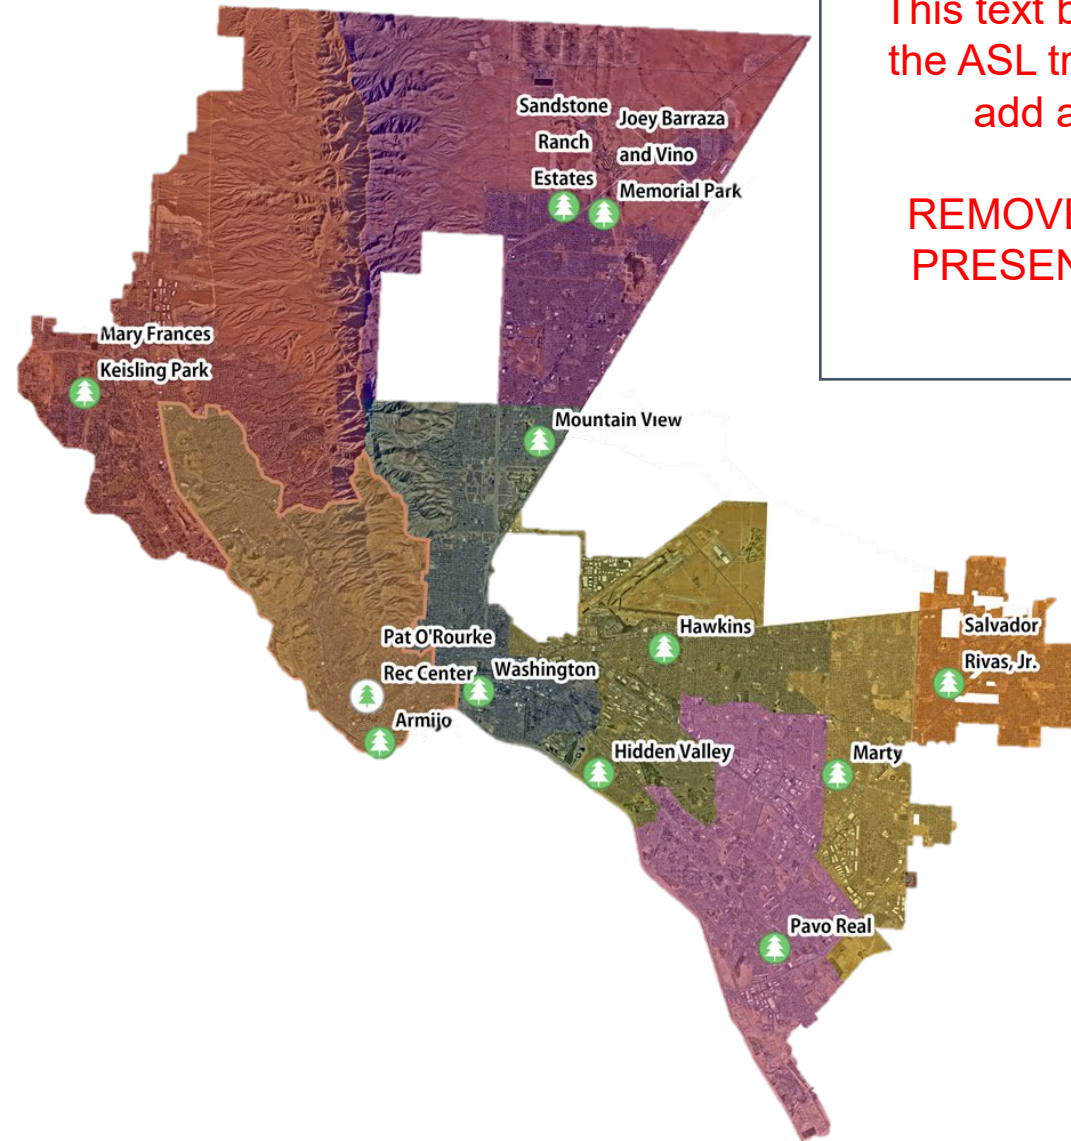 This text b
the ASL tr
add a
REMOVE
PRESEN
Sandstone
Ranch
Estates
Joey Barraza
and Vino
Memorial Park
Mary Frances
Keisling Park
Mountain View
Pat O'Rourke
Rec Center
Washington
Armijo
Hawkins
Hidden Valley
Salvador
Rivas, Jr.
Marty
Pavo Real